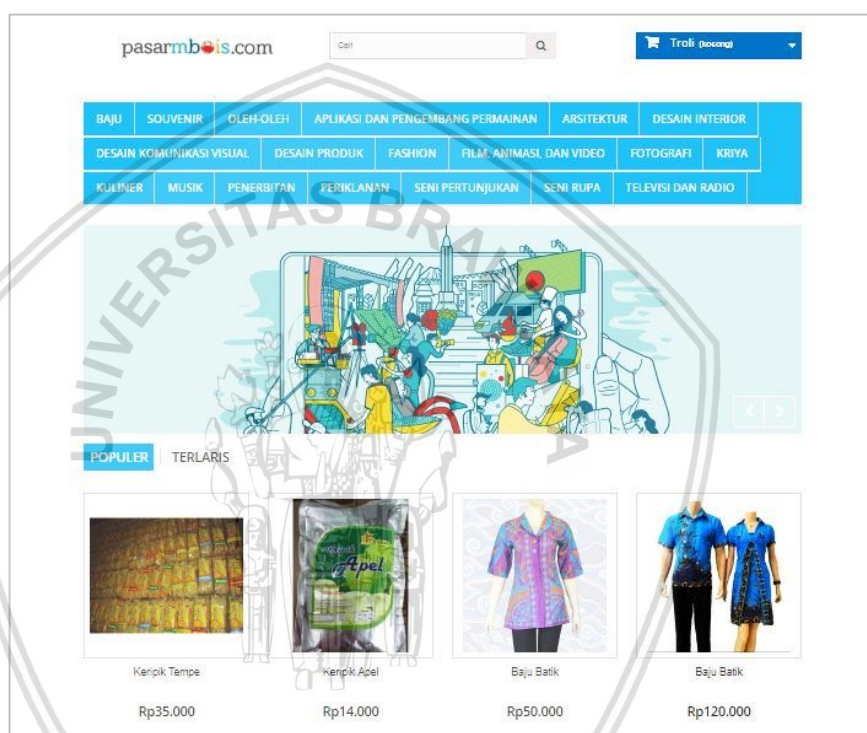 pasarmbois.com
Cari
Troli (kosong)
BAJU SOUVENIR OLEH-OLEH APLIKASI DAN PENGEMBANG PERMAINAN ARSITEKTUR DESAIN INTERIOR
DESAIN KOMUNIKASI VISUAL DESAIN PRODUK FASHION FILM, ANIMASI, DAN VIDEO FOTOGRAFI KRIYA
KULINER MUSIK PENERBITAN PERIKLANAN SENI PERTUNJUKAN SENI RUPA TELEVISI DAN RADIO
UNIVERSITAS BRAWIJAYA
POPULER TERLARIS
Keripik
Apel
Keripik Tempe Keripik Apel Baju Batik Baju Batik
Rp35.000 Rp14.000 Rp50.000 Rp120.000